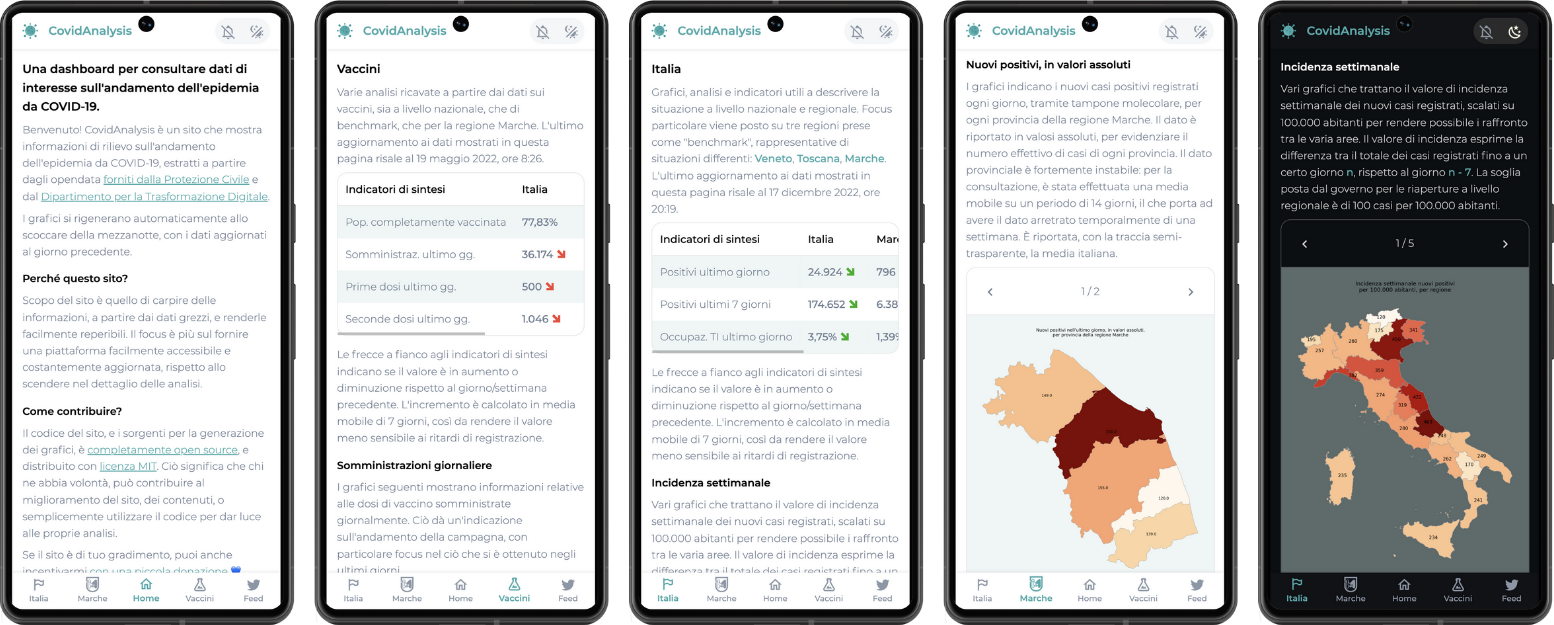 CovidAnalysis
Una dashboard per consultare dati di
interesse sull'andamento dell'epidemia
da COVID-19.
Benvenuto! CovidAnalysis è un sito che mostra
informazioni di rilievo sull'andamento
dell'epidemia da COVID-19, estratti a partire
dagli opendata forniti dalla Protezione Civile e
dal Dipartimento per la Trasformazione Digitale.
I grafici si rigenerano automaticamente allo
scoccare della mezzanotte, con i dati aggiornati
al giorno precedente.
Perché questo sito?
Scopo del sito è quello di carpire delle
informazioni, a partire dai dati grezzi, e renderle
facilmente reperibili. Il focus è più sul fornire
una piattaforma facilmente accessibile e
costantemente aggiornata, rispetto allo
scendere nel dettaglio delle analisi.
Come contribuire?
Il codice del sito, e i sorgenti per la generazione
dei grafici, è completamente open source, e
distribuito con licenza MIT. Ciò significa che chi
ne abbia volontà, può contribuire al
miglioramento del sito, dei contenuti, o
semplicemente utilizzare il codice per dar luce
alle proprie analisi.
Se il sito è di tuo gradimento, puoi anche
incentivarmi con una piccola donazione 💙
Italia
Marche
Home
Vaccini
Feed
CovidAnalysis
Vaccini
Varie analisi ricavate a partire dai dati sui
vaccini, sia a livello nazionale, che di
benchmark, che per la regione Marche. L'ultimo
aggiornamento ai dati mostrati in questa
pagina risale al 19 maggio 2022, ore 8:26.
Indicatori di sintesi Italia
Pop. completamente vaccinata 77,83%
Somministraz. ultimo gg. 36.174
Prime dosi ultimo gg. 500
Seconde dosi ultimo gg. 1.046
Le frecce a fianco agli indicatori di sintesi
indicano se il valore è in aumento o
diminuzione rispetto al giorno/settimana
precedente. L'incremento è calcolato in media
mobile di 7 giorni, così da rendere il valore
meno sensibile ai ritardi di registrazione.
Somministrazioni giornaliere
I grafici seguenti mostrano informazioni relative
alle dosi di vaccino somministrate
giornalmente. Ciò dà un'indicazione
sull'andamento della campagna, con
particolare focus nel ciò che si è ottenuto negli
ultimi giorni
Italia
Marche
Home
Vaccini
Feed
CovidAnalysis
Italia
Grafici, analisi e indicatori utili a descrivere la
situazione a livello nazionale e regionale. Focus
particolare viene posto su tre regioni prese
come "benchmark", rappresentative di
situazioni differenti: Veneto, Toscana, Marche.
L'ultimo aggiornamento ai dati mostrati in
questa pagina risale al 17 dicembre 2022, ore
20:19.
Indicatori di sintesi Italia Mar
Positivi ultimo giorno 24.924 796
Positivi ultimi 7 giorni 174.652 6.38
Occupaz. TI ultimo giorno 3,75% 1,39
Le frecce a fianco agli indicatori di sintesi
indicano se il valore è in aumento o
diminuzione rispetto al giorno/settimana
precedente. L'incremento è calcolato in media
mobile di 7 giorni, così da rendere il valore
meno sensibile ai ritardi di registrazione.
Incidenza settimanale
Vari grafici che trattano il valore di incidenza
settimanale dei nuovi casi registrati, scalati su
100.000 abitanti per rendere possibile i raffronto
tra le varia aree. Il valore di incidenza esprime la
differenza tra il totale dei casi registrati fino a un
Italia
Marche
Home
Vaccini
Feed
CovidAnalysis
Nuovi positivi, in valori assoluti
I grafici indicano i nuovi casi positivi registrati
ogni giorno, tramite tampone molecolare, per
ogni provincia della regione Marche. Il dato è
riportato in valosi assoluti, per evidenziare il
numero effettivo di casi di ogni provincia. Il dato
provinciale è fortemente instabile: per la
consultazione, è stata effettuata una media
mobile su un periodo di 14 giorni, il che porta ad
avere il dato arretrato temporalmente di una
settimana. È riportata, con la traccia semi-
trasparente, la media italiana.
1 / 2
Nuovi positivi nell'ultimo giorno, in valori assoluti,
per provincia della regione Marche
Italia
Marche
Home
Vaccini
Feed
CovidAnalysis
Incidenza settimanale
Vari grafici che trattano il valore di incidenza
settimanale dei nuovi casi registrati, scalati su
100.000 abitanti per rendere possibile i raffronto
tra le varia aree. Il valore di incidenza esprime la
differenza tra il totale dei casi registrati fino a un
certo giorno n, rispetto al giorno n - 7. La soglia
posta dal governo per le riaperture a livello
regionale è di 100 casi per 100.000 abitanti.
1 / 5
Incidenza settimanale nuovi positivi
per 100.000 abitanti, per regione
128
175
341
195
260
257
359
274
319
280
262
249
170
241
235
234
Italia
Marche
Home
Vaccini
Feed